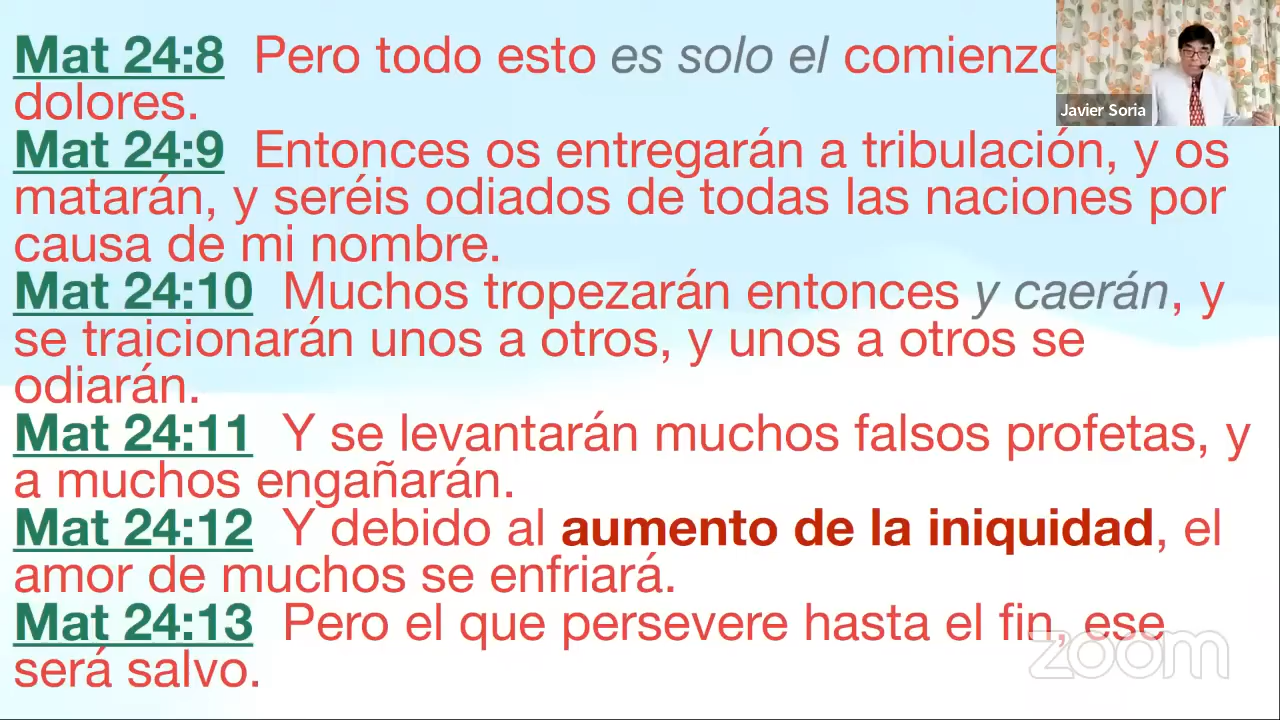 Mat 24:8 Pero todo esto es solo el comienzo
dolores.
Mat 24:9 Entonces os entregarán a tribulación, y os
matarán, y seréis odiados de todas las naciones por
causa de mi nombre.
Mat 24:10 Muchos tropezarán entonces y caerán, y
se traicionarán unos a otros, y unos a otros se
odiarán.
Mat 24:11 Y se levantarán muchos falsos profetas, y
a muchos engañarán.
Mat 24:12 Y debido al aumento de la iniquidad, el
amor de muchos se enfriará.
Mat 24:13 Pero el que persevere hasta el fin, ese
será salvo.
Javier Soria
zoom